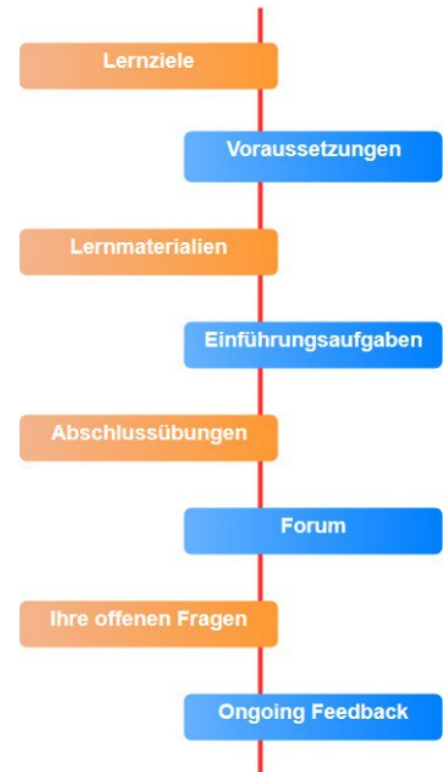 Lernziele
Voraussetzungen
Lernmaterialien
Einführungsaufgaben
Abschlussübungen
Forum
Ihre offenen Fragen
Ongoing Feedback